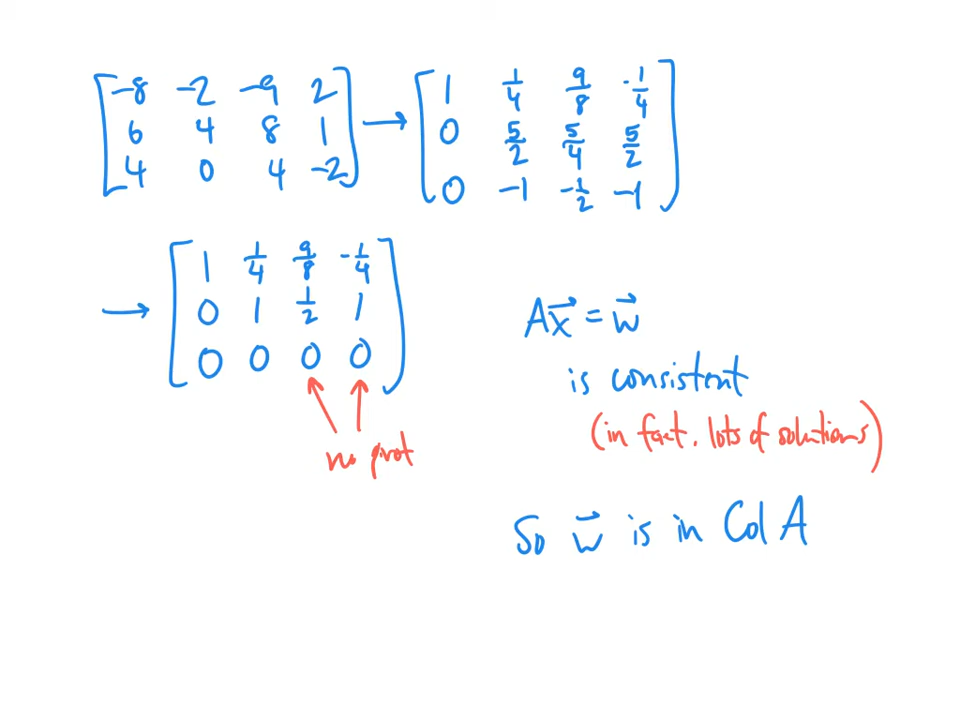 [-8 -2 -9 2] → [1 1/4 9/8 -1/4]
[6 4 8 1] [0 5/2 5/4 5/2]
[4 0 4 -2] [0 -1 -1/2 -1]
→ [1 1/4 9/8 -1/4]
[0 1 1/2 1]
[0 0 0 0]
no pivot
Ax⃗ = w⃗
is consistent
(in fact, lots of solutions)
So w⃗ is in Col A